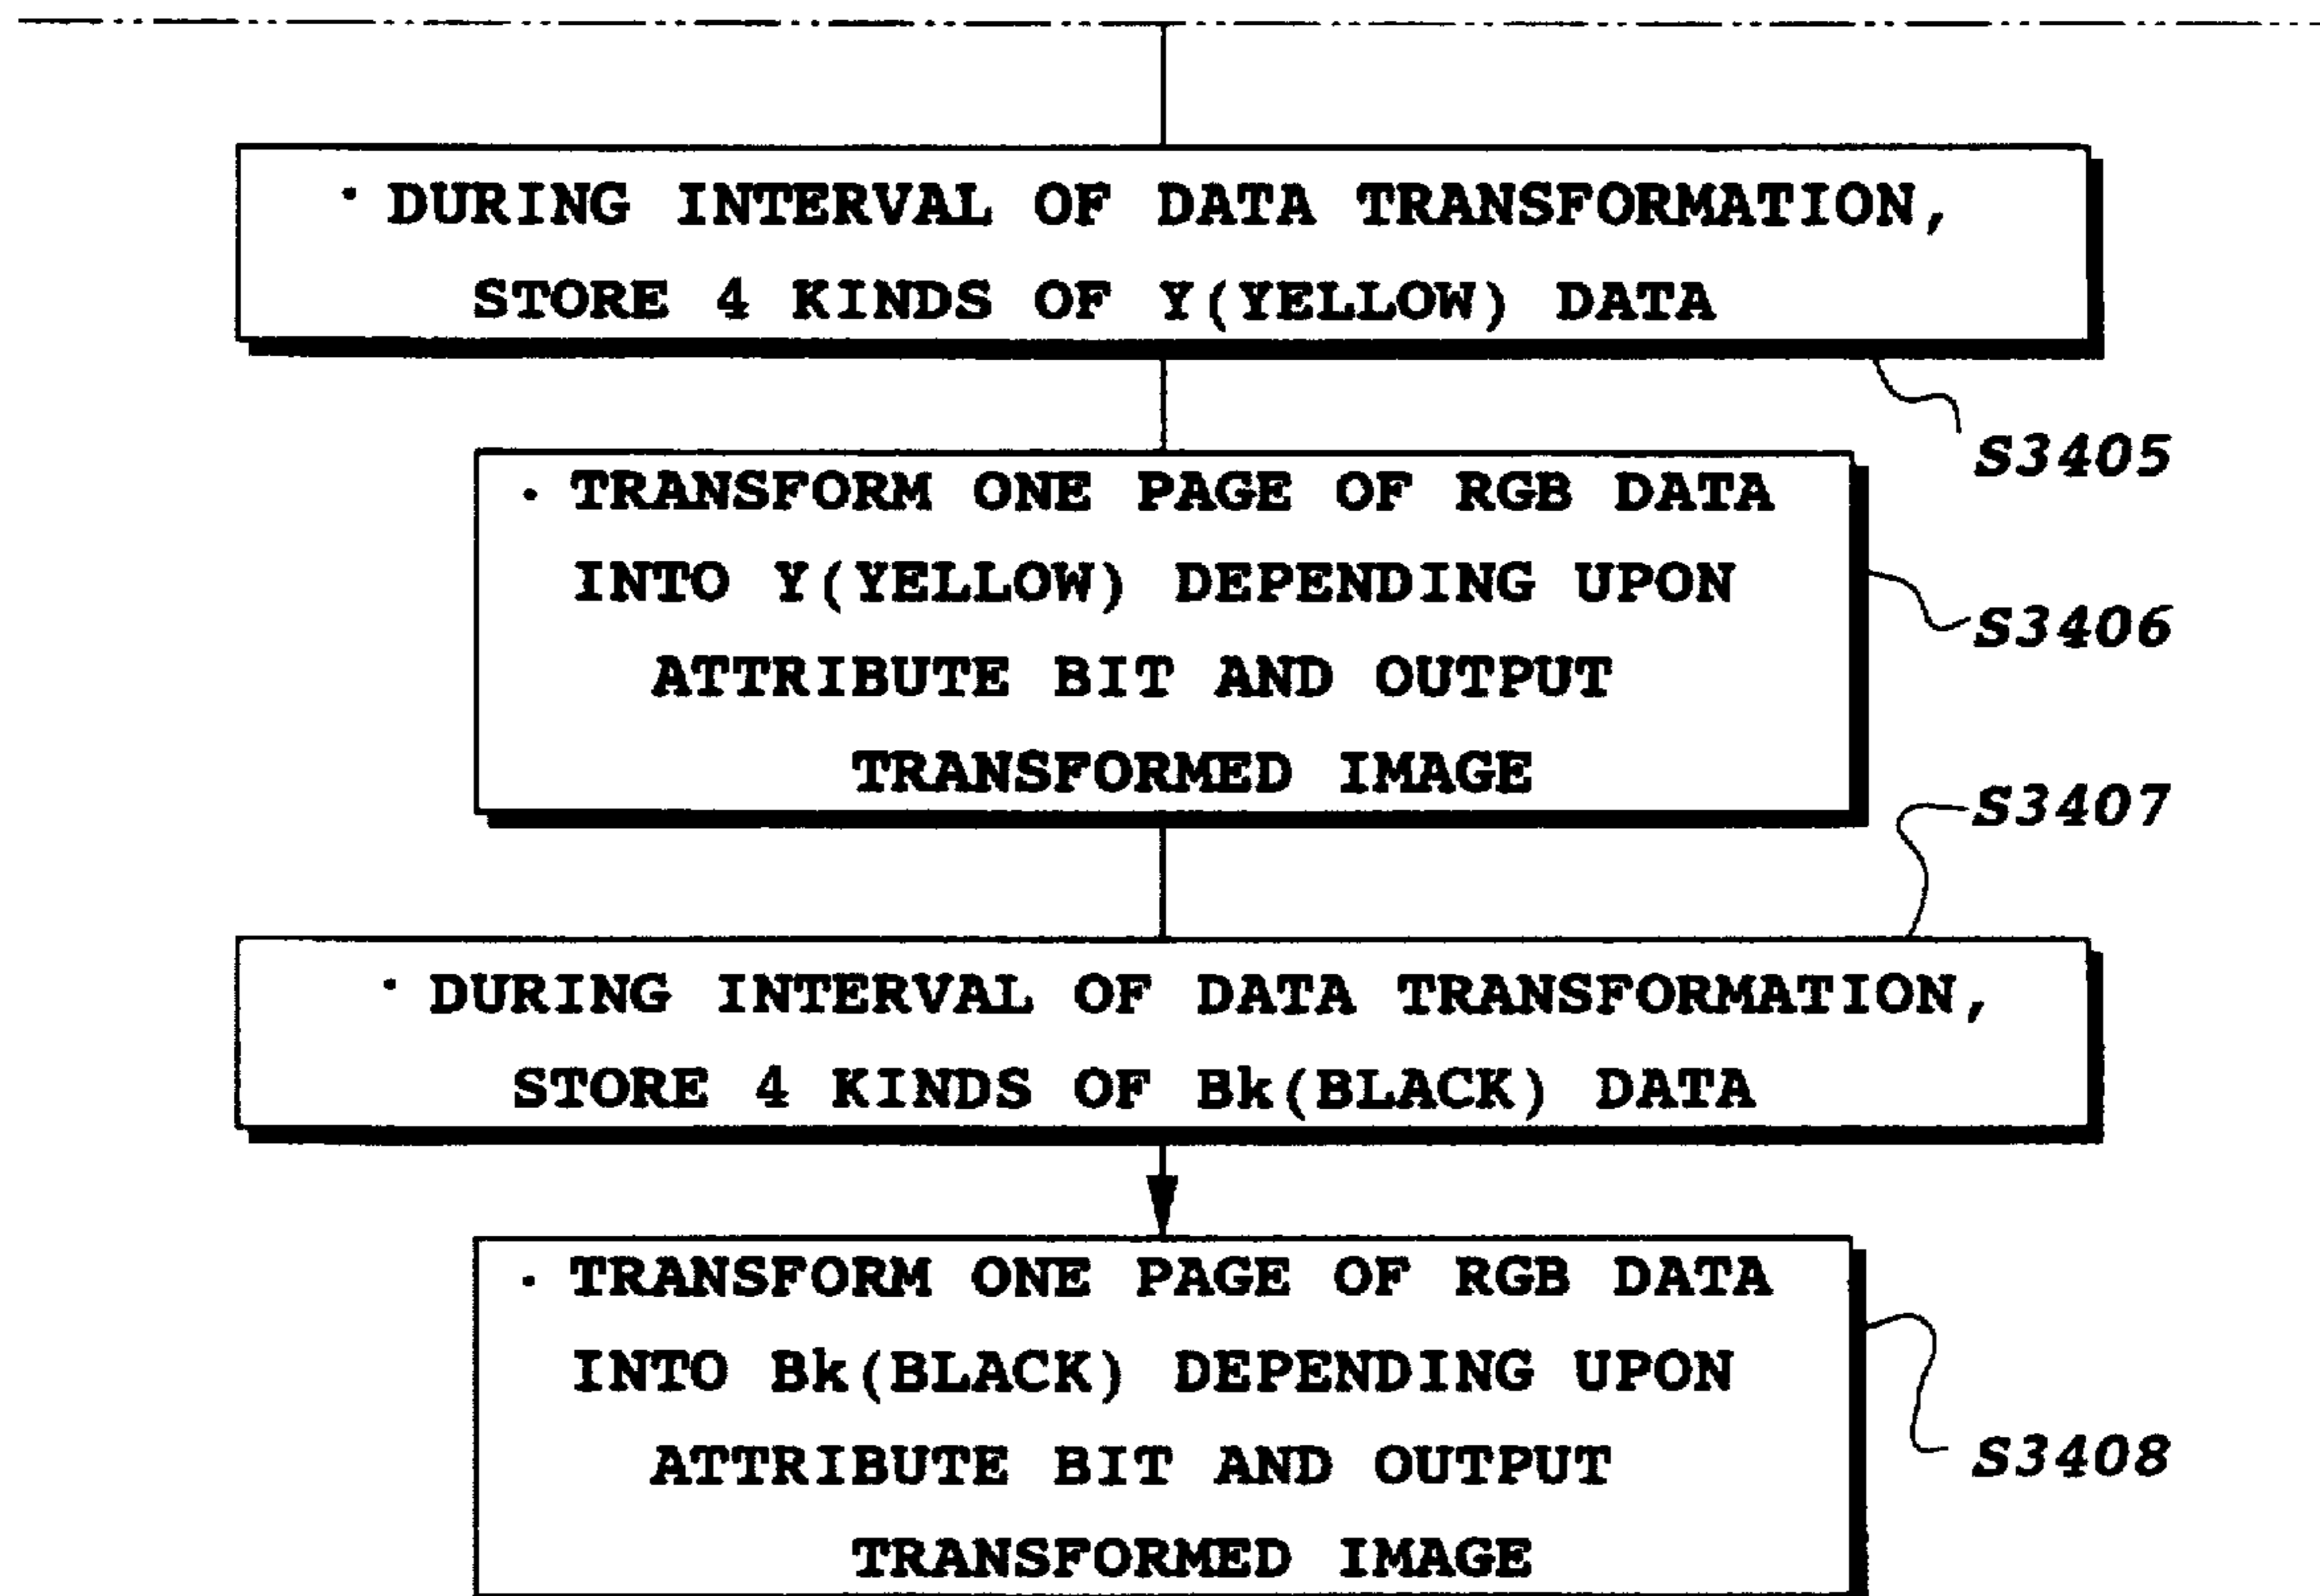 · DURING INTERVAL OF DATA TRANSFORMATION,
STORE 4 KINDS OF Y(YELLOW) DATA
S3405
· TRANSFORM ONE PAGE OF RGB DATA
INTO Y(YELLOW) DEPENDING UPON
ATTRIBUTE BIT AND OUTPUT
TRANSFORMED IMAGE
S3406
S3407
· DURING INTERVAL OF DATA TRANSFORMATION,
STORE 4 KINDS OF Bk(BLACK) DATA
· TRANSFORM ONE PAGE OF RGB DATA
INTO Bk(BLACK) DEPENDING UPON
ATTRIBUTE BIT AND OUTPUT
TRANSFORMED IMAGE
S3408